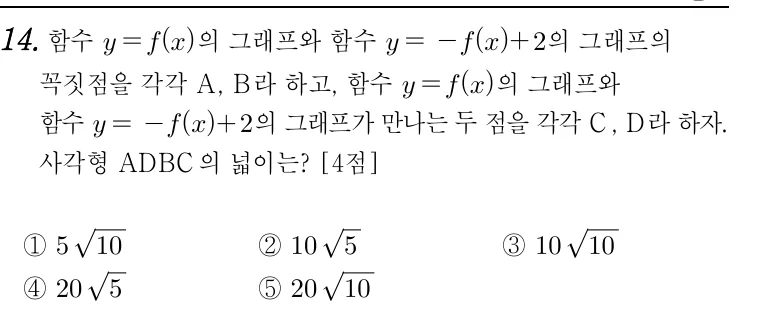 14. 함수 y=f(x)의 그래프와 함수 y= -f(x)+2의 그래프의
꼭짓점을 각각 A, B라 하고, 함수 y=f(x)의 그래프와
함수 y= -f(x)+2의 그래프가 만나는 두 점을 각각 C, D라 하자.
사각형 ADBC의 넓이는? [4점]
① 5√10 ② 10√5 ③ 10√10
④ 20√5 ⑤ 20√10